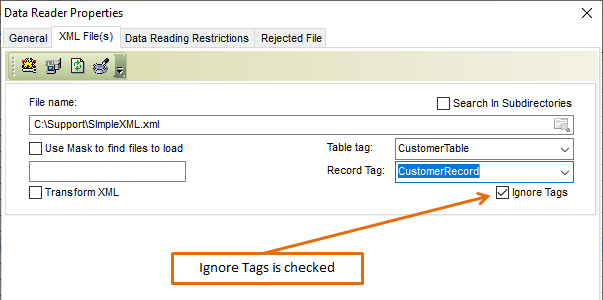 Data Reader Properties
General XML File(s) Data Reading Restrictions Rejected File
File name:
Search In Subdirectories
C:\Support\SImpleXML.xml
Use Mask to find files to load
Table tag: CustomerTable
Record Tag: CustomerRecord
Transform XML
Ignore Tags
Ignore Tags is checked